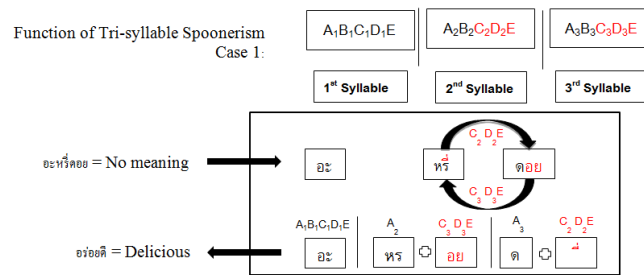 Function of Tri-syllable Spoonerism
Case 1:
A₁B₁C₁D₁E A₂B₂C₂D₂E A₃B₃C₃D₃E
1st Syllable 2nd Syllable 3rd Syllable
C₂D₂E
อะหรี่ดอย = No meaning อะ หรี่ ดอย
C₃D₃E
A₁B₁C₁D₁E A₂ C₃D₃E A₃ C₂D₂E
อร่อยดี = Delicious อะ หร อย ด ี่